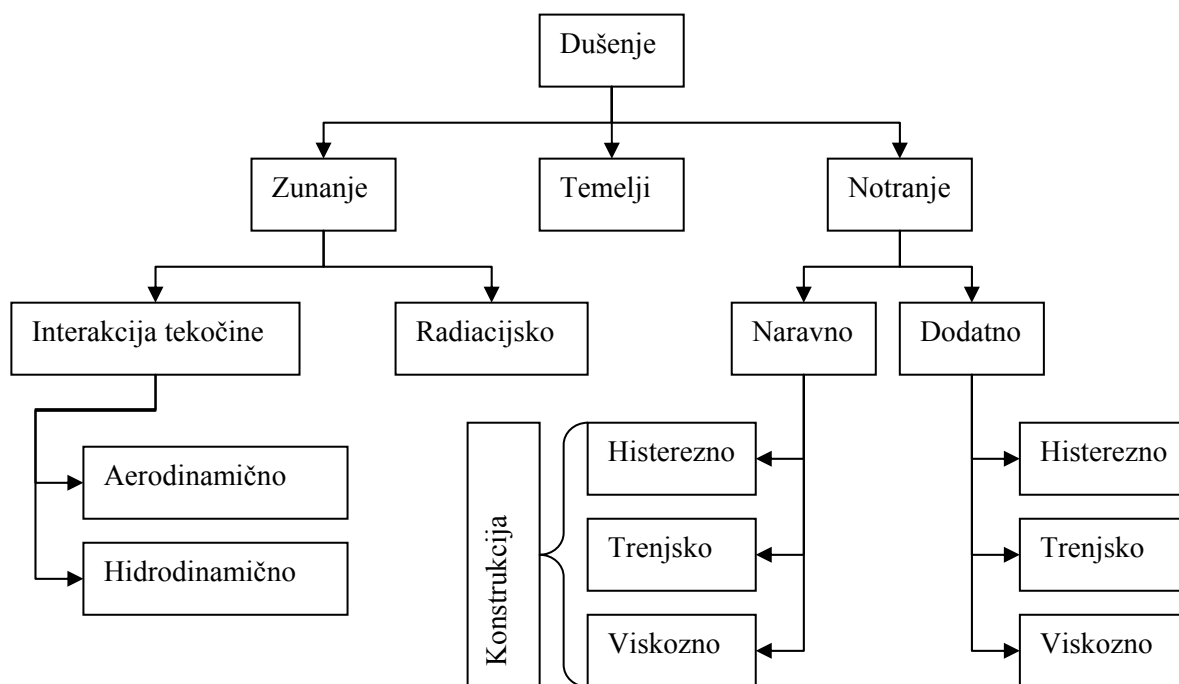 Dušenje
Zunanje
Temelji
Notranje
Interakcija tekočine
Radiacijsko
Naravno
Dodatno
Aerodinamično
Hidrodinamično
Konstrukcija
Histerezno
Trenjsko
Viskozno
Histerezno
Trenjsko
Viskozno